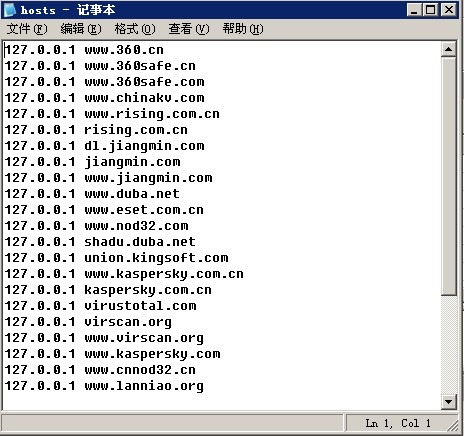 hosts - 记事本
文件(F) 编辑(E) 格式(O) 查看(V) 帮助(H)
127.0.0.1 www.360.cn
127.0.0.1 www.360safe.cn
127.0.0.1 www.360safe.com
127.0.0.1 www.chinakv.com
127.0.0.1 www.rising.com.cn
127.0.0.1 rising.com.cn
127.0.0.1 dl.jiangmin.com
127.0.0.1 jiangmin.com
127.0.0.1 www.jiangmin.com
127.0.0.1 www.duba.net
127.0.0.1 www.eset.com.cn
127.0.0.1 www.nod32.com
127.0.0.1 shadu.duba.net
127.0.0.1 union.kingsoft.com
127.0.0.1 www.kaspersky.com.cn
127.0.0.1 kaspersky.com.cn
127.0.0.1 virustotal.com
127.0.0.1 virscan.org
127.0.0.1 www.virscan.org
127.0.0.1 www.kaspersky.com
127.0.0.1 www.cnnod32.cn
127.0.0.1 www.lanniao.org
Ln 1, Col 1